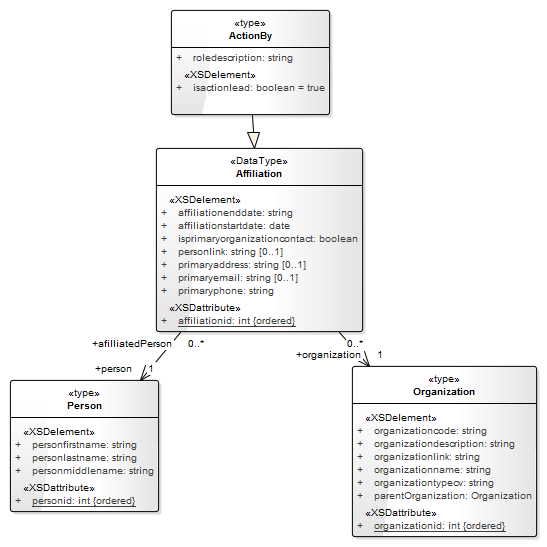 «type»
ActionBy
+ roledescription: string
«XSDelement»
+ isactionlead: boolean = true
«DataType»
Affiliation
«XSDelement»
+ affiliationenddate: string
+ affiliationstartdate: date
+ isprimaryorganizationcontact: boolean
+ personlink: string [0..1]
+ primaryaddress: string [0..1]
+ primaryemail: string [0..1]
+ primaryphone: string
«XSDattribute»
+ affiliationid: int {ordered}
+afilliatedPerson 0..*
+person 1
0..*
+organization 1
«type»
Person
«XSDelement»
+ personfirstname: string
+ personlastname: string
+ personmiddlename: string
«XSDattribute»
+ personid: int {ordered}
«type»
Organization
«XSDelement»
+ organizationcode: string
+ organizationdescription: string
+ organizationlink: string
+ organizationname: string
+ organizationtypecv: string
+ parentOrganization: Organization
«XSDattribute»
+ organizationid: int {ordered}